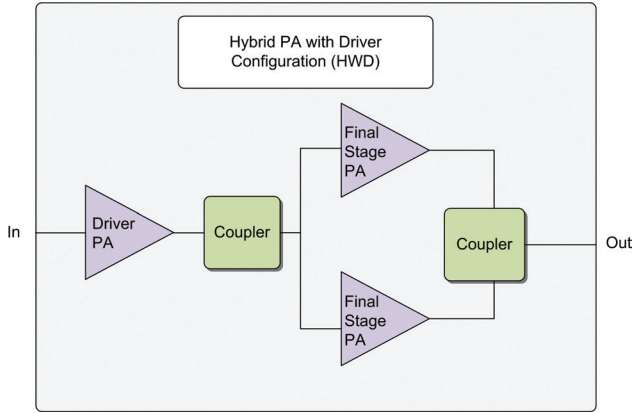 Hybrid PA with Driver
Configuration (HWD)
In
Driver
PA
Coupler
Final
Stage
PA
Final
Stage
PA
Coupler
Out